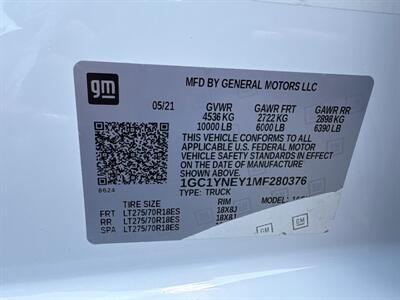 gm
MFD BY GENERAL MOTORS LLC
05/21 GVWR GAWR FRT GAWR RR
4536 KG 2722 KG 2898 KG
10000 LB 6000 LB 6390 LB
THIS VEHICLE CONFORMS TO ALL
APPLICABLE U.S. FEDERAL MOTOR
VEHICLE SAFETY STANDARDS IN EFFECT
ON THE DATE OF MANUFACTURE
SHOWN ABOVE.
1GC1YNEY1MF280376
8624
TYPE: TRUCK
TIRE SIZE RIM
FRT LT275/70R18ES 18X8J
RR LT275/70R18ES 18X8J
SPA LT275/70R18ES
GM